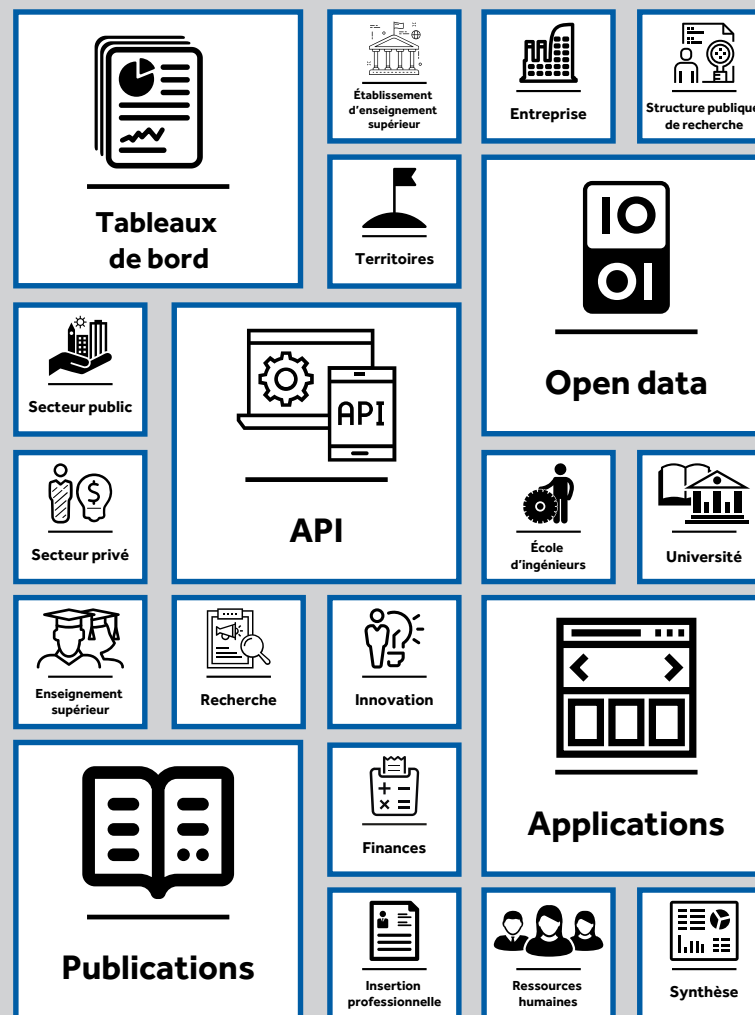 Tableaux
de bord
Établissement
d'enseignement
supérieur
Entreprise
Structure publique
de recherche
Territoires
IO
OI
Open data
Secteur public
API
API
Secteur privé
$
École
d'ingénieurs
Université
Enseignement
supérieur
Recherche
Innovation
Applications
Publications
+ −
× =
Finances
Insertion
professionnelle
Ressources
humaines
Synthèse